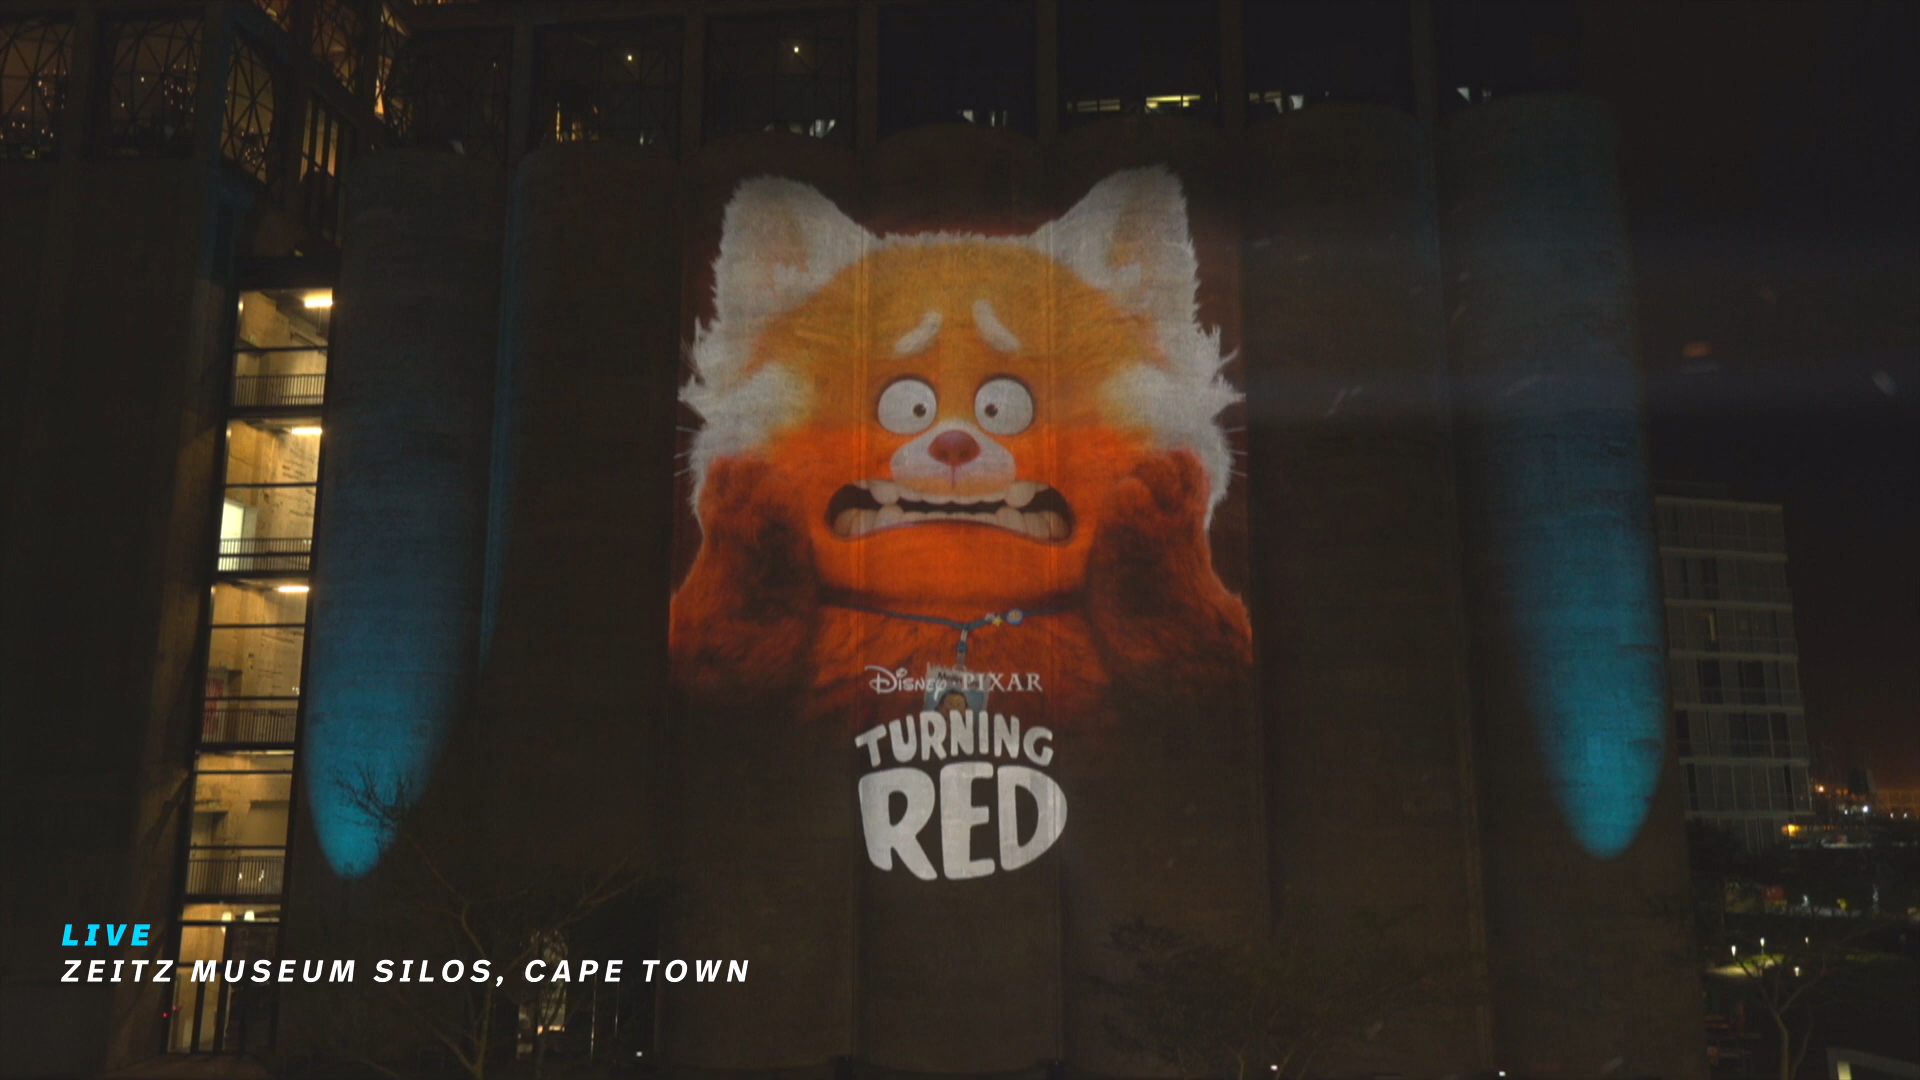 DISNEY · PIXAR
TURNING
RED
LIVE
ZEITZ MUSEUM SILOS, CAPE TOWN